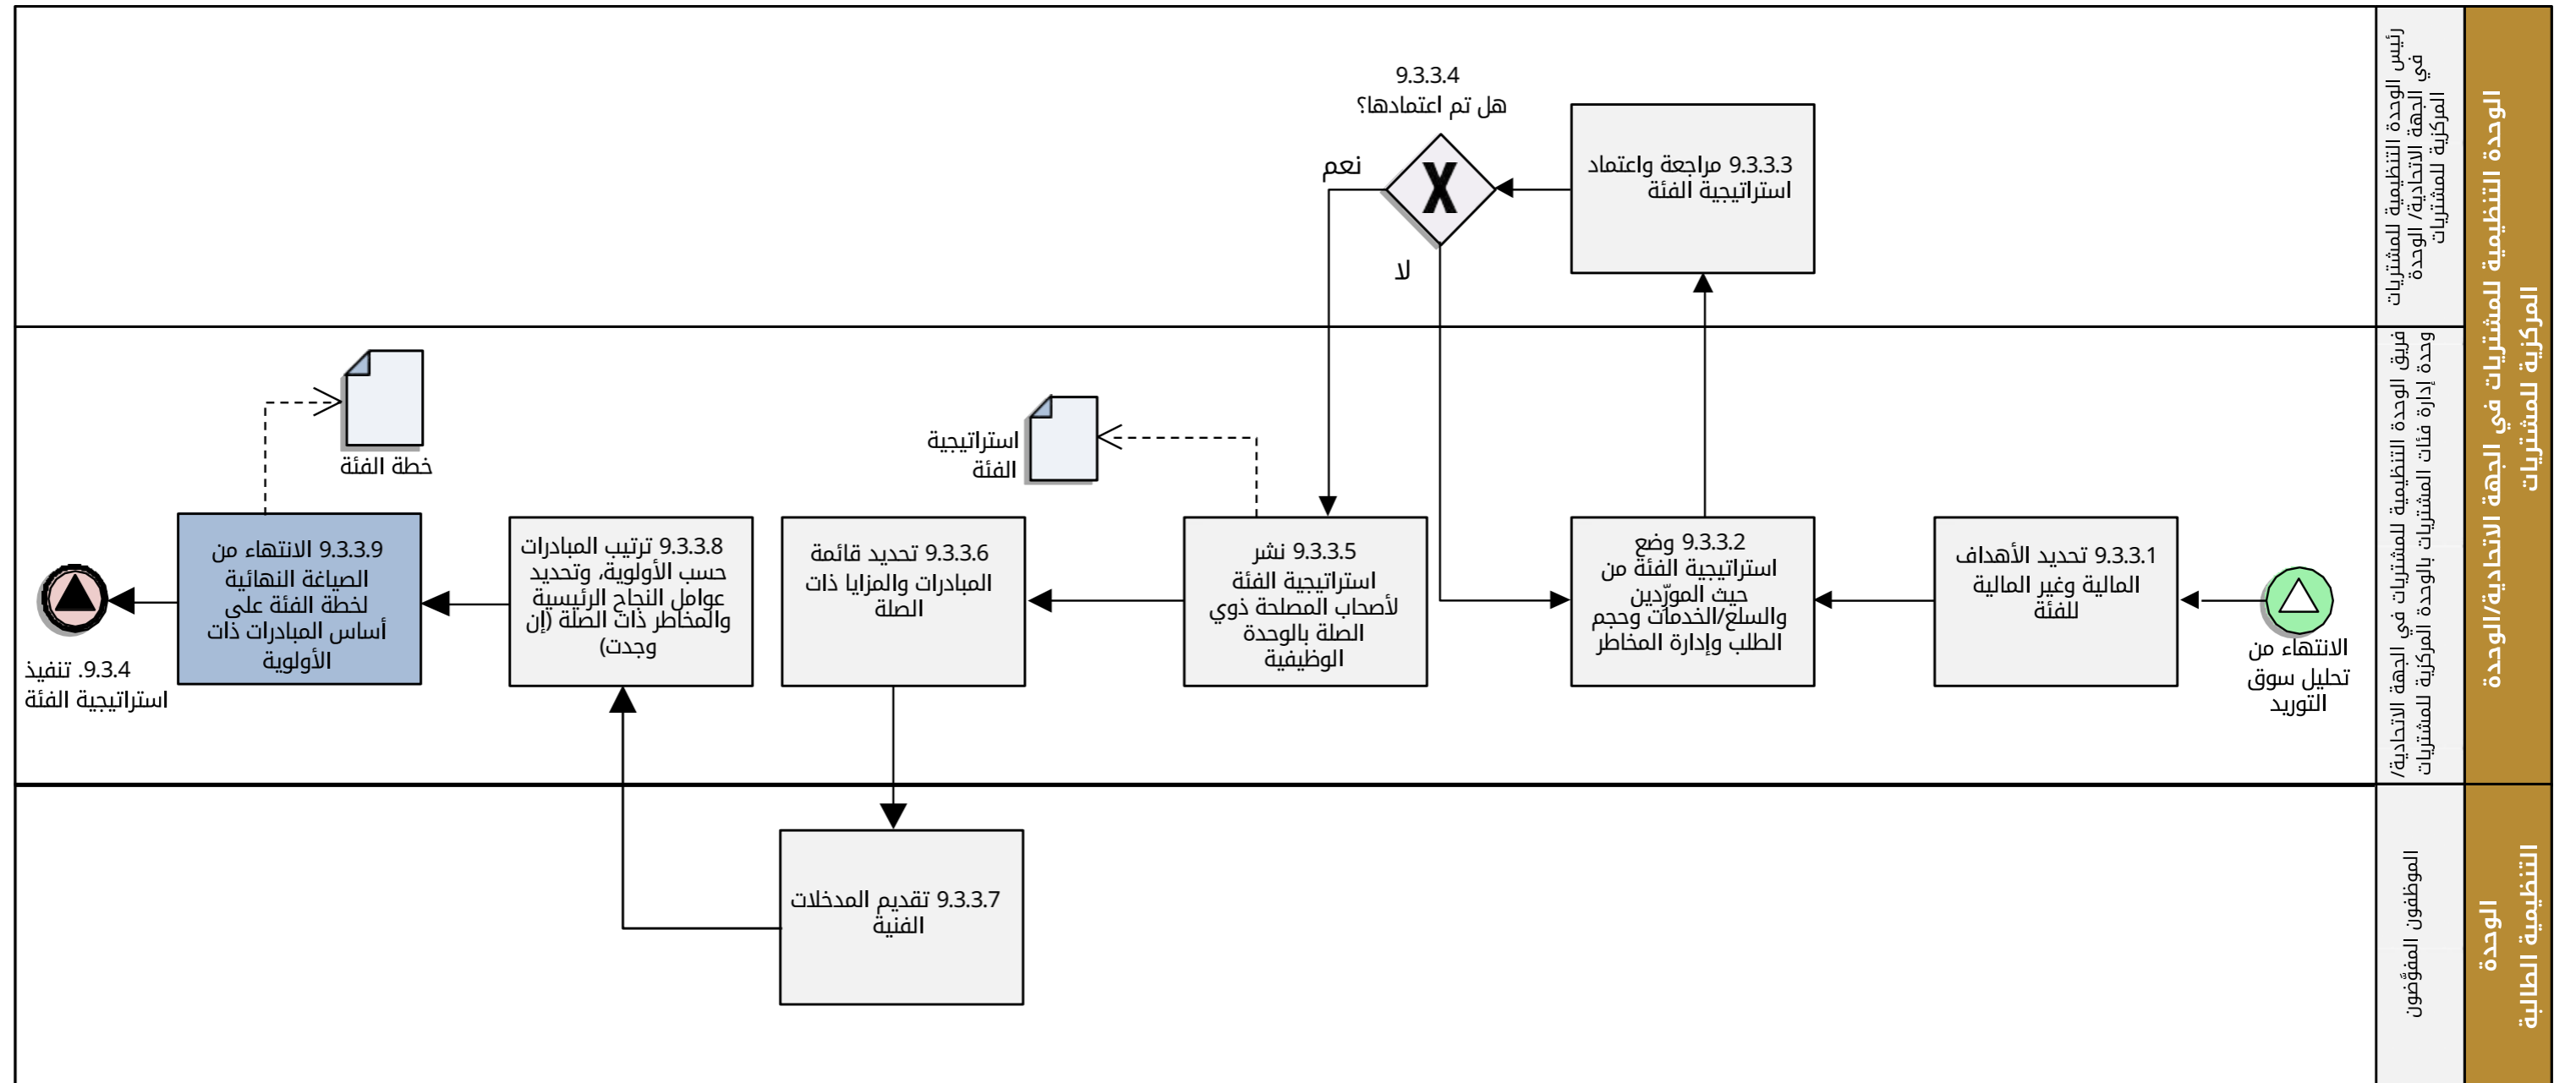 الوحدة التنظيمية للمشتريات في الجهة الاتحادية/الوحدة
المركزية للمشتريات
رئيس الوحدة التنظيمية للمشتريات
في الجهة الاتحادية/ الوحدة
المركزية للمشتريات
9.3.3.3 مراجعة واعتماد
استراتيجية الفئة
9.3.3.4
هل تم اعتمادها؟
نعم
لا
فريق الوحدة التنظيمية للمشتريات في الجهة الاتحادية/
وحدة إدارة فئات المشتريات بالوحدة المركزية للمشتريات
الانتهاء من
تحليل سوق
التوريد
9.3.3.1 تحديد الأهداف
المالية وغير المالية
للفئة
9.3.3.2 وضع
استراتيجية الفئة من
حيث المورّدين
والسلع/الخدمات وحجم
الطلب وإدارة المخاطر
9.3.3.5 نشر
استراتيجية الفئة
لأصحاب المصلحة ذوي
الصلة بالوحدة
الوظيفية
استراتيجية
الفئة
9.3.3.6 تحديد قائمة
المبادرات والمزايا ذات
الصلة
9.3.3.8 ترتيب المبادرات
حسب الأولوية، وتحديد
عوامل النجاح الرئيسية
والمخاطر ذات الصلة (إن
وجدت)
9.3.3.9 الانتهاء من
الصياغة النهائية
لخطة الفئة على
أساس المبادرات ذات
الأولوية
خطة الفئة
9.3.4. تنفيذ
استراتيجية الفئة
الوحدة
التنظيمية الطالبة
الموظفون المفوَّضون
9.3.3.7 تقديم المدخلات
الفنية